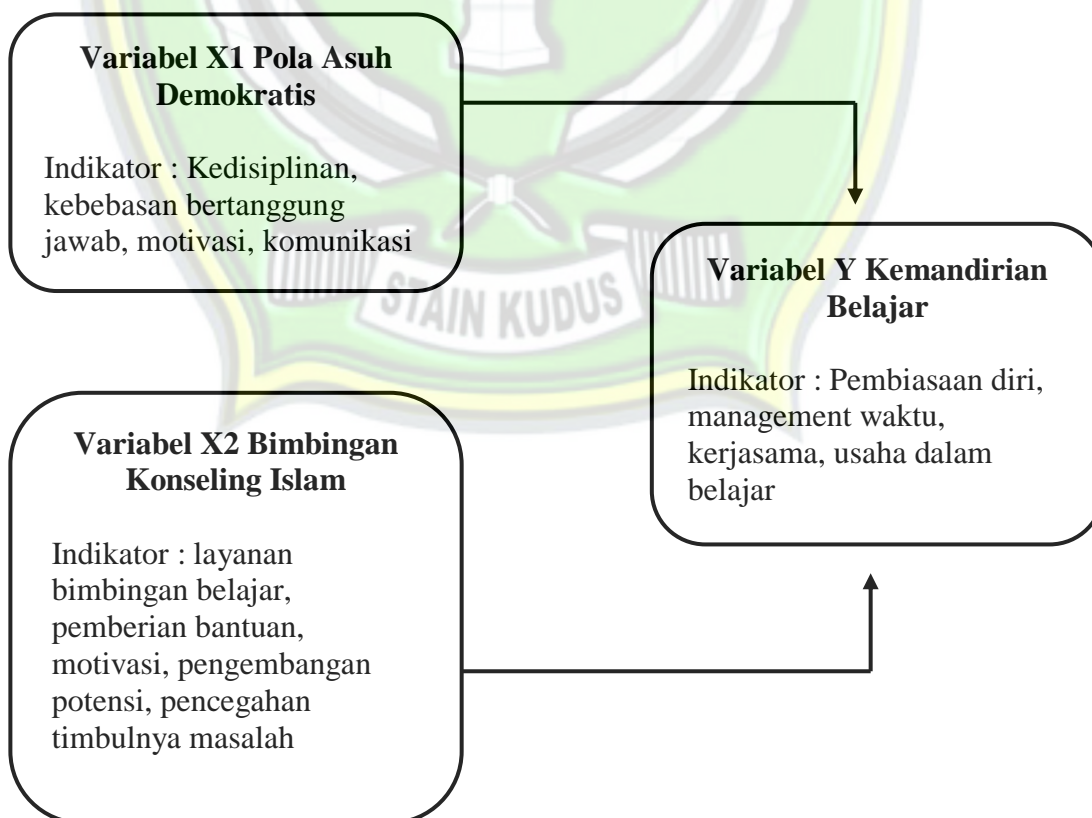 Variabel X1 Pola Asuh
Demokratis
Indikator : Kedisiplinan,
kebebasan bertanggung
jawab, motivasi, komunikasi
STAIN KUDUS
Variabel Y Kemandirian
Belajar
Indikator : Pembiasaan diri,
management waktu,
kerjasama, usaha dalam
belajar
Variabel X2 Bimbingan
Konseling Islam
Indikator : layanan
bimbingan belajar,
pemberian bantuan,
motivasi, pengembangan
potensi, pencegahan
timbulnya masalah